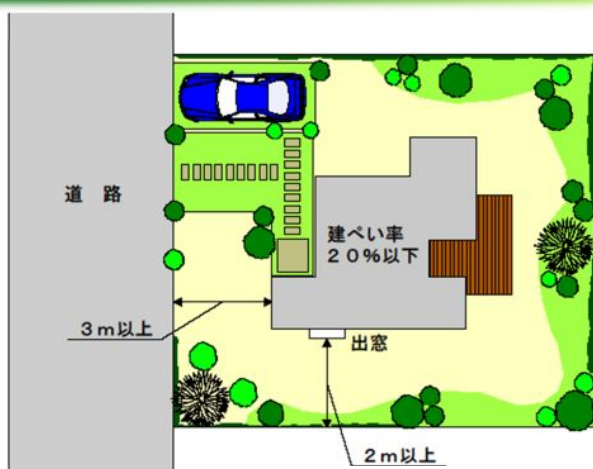 道 路
建ぺい率
20%以下
3m以上
出窓
2m以上